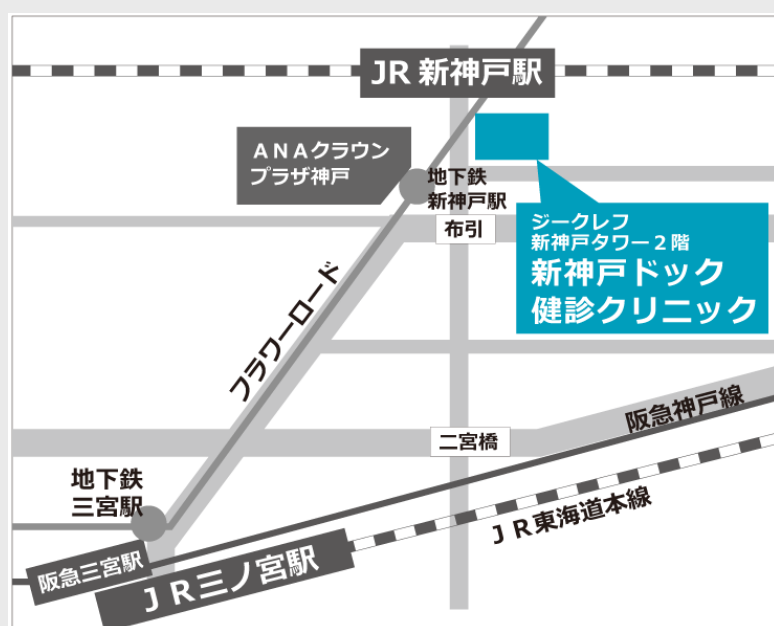 JR 新神戸駅
ANAクラウン
プラザ神戸
地下鉄
新神戸駅
布引
ジークレフ
新神戸タワー2階
新神戸ドック
健診クリニック
フラワーロード
阪急神戸線
二宮橋
地下鉄
三宮駅
JR東海道本線
阪急三宮駅
JR三ノ宮駅